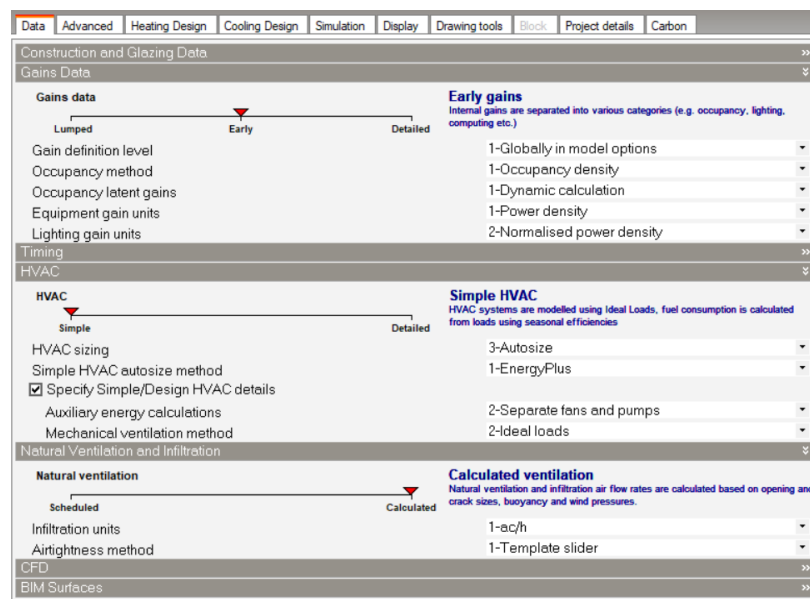 Data Advanced Heating Design Cooling Design Simulation Display Drawing tools Block Project details Carbon
Construction and Glazing Data
Gains Data
Gains data
Lumped Early Detailed
Early gains
Internal gains are separated into various categories (e.g. occupancy, lighting,
computing etc.)
Gain definition level 1-Globally in model options
Occupancy method 1-Occupancy density
Occupancy latent gains 1-Dynamic calculation
Equipment gain units 1-Power density
Lighting gain units 2-Normalised power density
Timing
HVAC
HVAC
Simple Detailed
Simple HVAC
HVAC systems are modelled using Ideal Loads, fuel consumption is calculated
from loads using seasonal efficiencies
HVAC sizing 3-Autosize
Simple HVAC autosize method 1-EnergyPlus
Specify Simple/Design HVAC details
Auxiliary energy calculations 2-Separate fans and pumps
Mechanical ventilation method 2-Ideal loads
Natural Ventilation and Infiltration
Natural ventilation
Scheduled Calculated
Calculated ventilation
Natural ventilation and infiltration air flow rates are calculated based on opening and
crack sizes, buoyancy and wind pressures.
Infiltration units 1-ac/h
Airtightness method 1-Template slider
CFD
BIM Surfaces